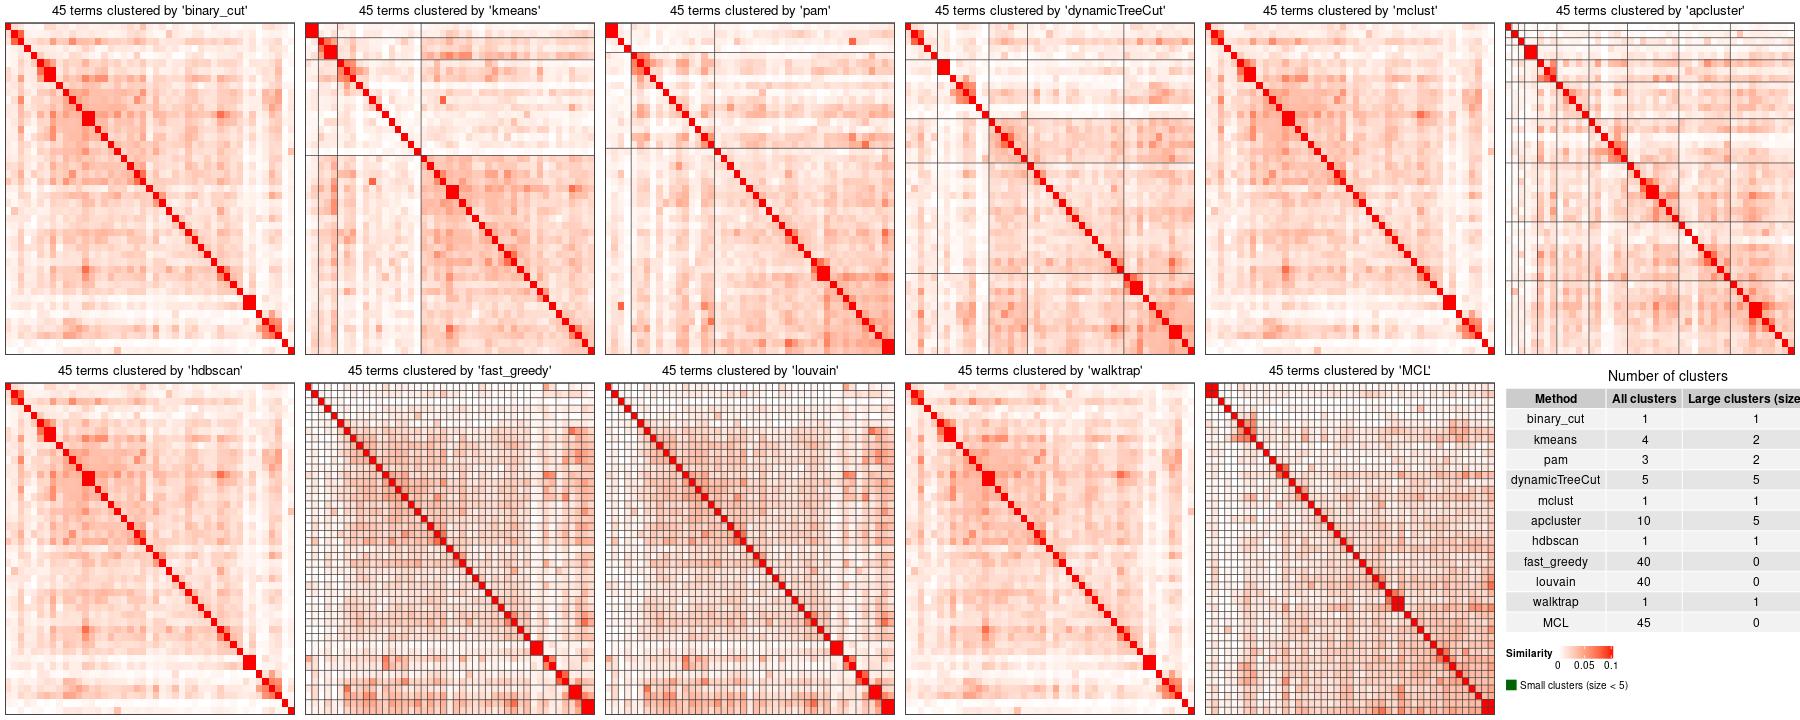 45 terms clustered by 'binary_cut'
45 terms clustered by 'kmeans'
45 terms clustered by 'pam'
45 terms clustered by 'dynamicTreeCut'
45 terms clustered by 'mclust'
45 terms clustered by 'apcluster'
45 terms clustered by 'hdbscan'
45 terms clustered by 'fast_greedy'
45 terms clustered by 'louvain'
45 terms clustered by 'walktrap'
45 terms clustered by 'MCL'
Number of clusters
Method All clusters Large clusters (size
binary_cut 1 1
kmeans 4 2
pam 3 2
dynamicTreeCut 5 5
mclust 1 1
apcluster 10 5
hdbscan 1 1
fast_greedy 40 0
louvain 40 0
walktrap 1 1
MCL 45 0
Similarity
0 0.05 0.1
Small clusters (size < 5)